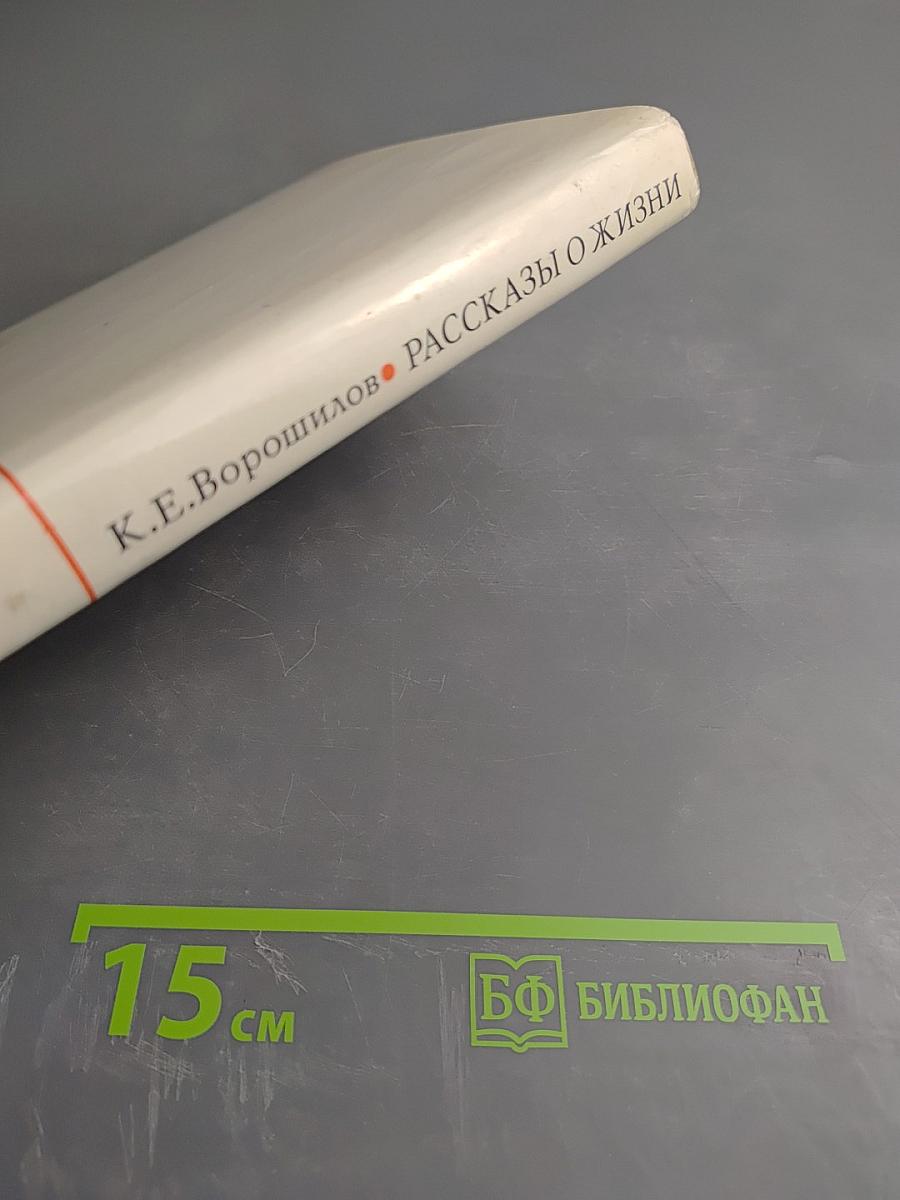 К.Е.Ворошилов • РАССКАЗЫ О ЖИЗНИ
15 см
БФ БИБЛИОФАН